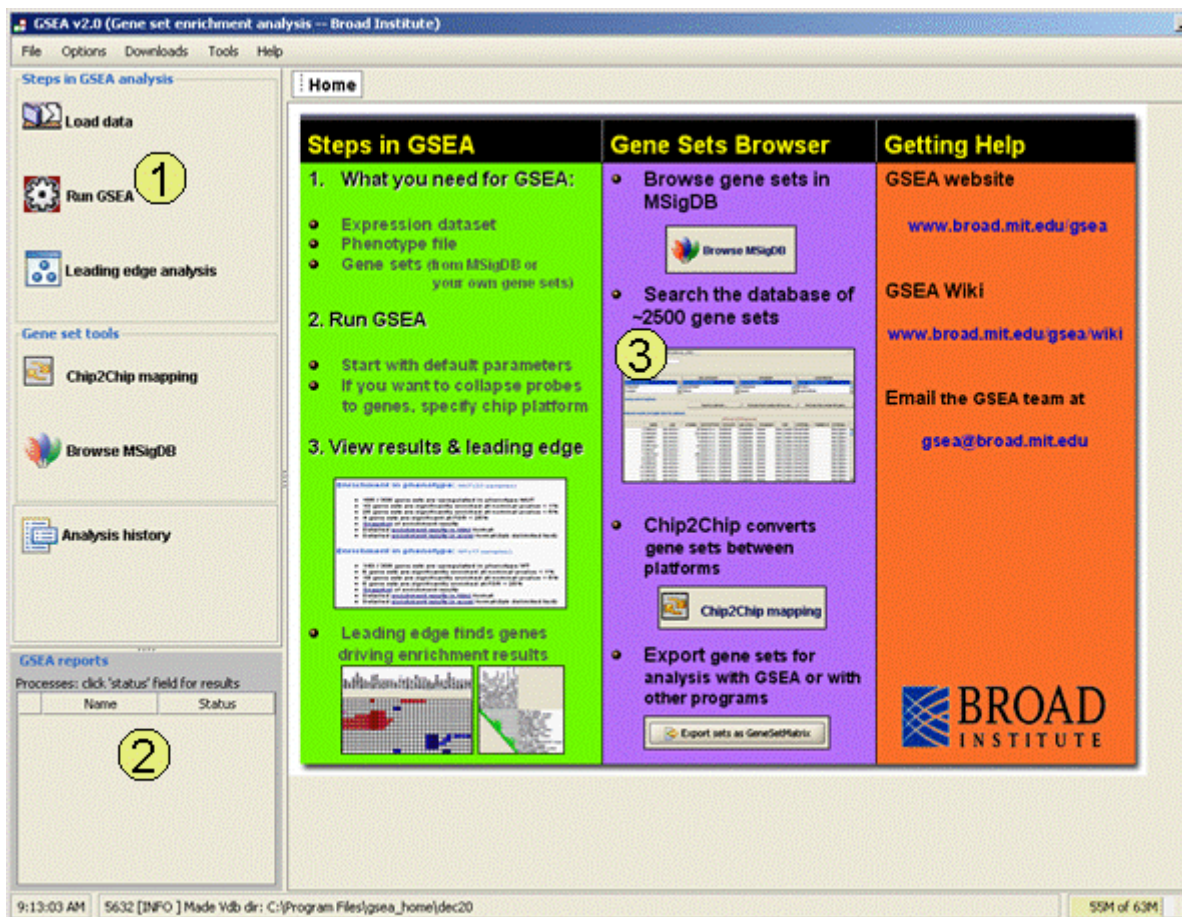 GSEA v2.0 (Gene set enrichment analysis -- Broad Institute)
File Options Downloads Tools Help
Steps in GSEA analysis
Load data
Run GSEA
1
Leading edge analysis
Gene set tools
Chip2Chip mapping
Browse MSigDB
Analysis history
GSEA reports
Processes: click 'status' field for results
Name Status
2
Home
Steps in GSEA
1. What you need for GSEA:
Expression dataset
Phenotype file
Gene sets (from MSigDB or
your own gene sets)
2. Run GSEA
Start with default parameters
If you want to collapse probes
to genes, specify chip platform
3. View results & leading edge
Enrichment in phenotype:
Enrichment in phenotype:
Leading edge finds genes
driving enrichment results
Gene Sets Browser
Browse gene sets in
MSigDB
Browse MSigDB
Search the database of
~2500 gene sets
3
Chip2Chip converts
gene sets between
platforms
Chip2Chip mapping
Export gene sets for
analysis with GSEA or with
other programs
Export sets as GeneSetMatrix
Getting Help
GSEA website
www.broad.mit.edu/gsea
GSEA Wiki
www.broad.mit.edu/gsea/wiki
Email the GSEA team at
gsea@broad.mit.edu
BROAD
INSTITUTE
9:13:03 AM 5632 [INFO ] Made Vdb dir: C:\Program Files\gsea_home\dec20 55M of 63M